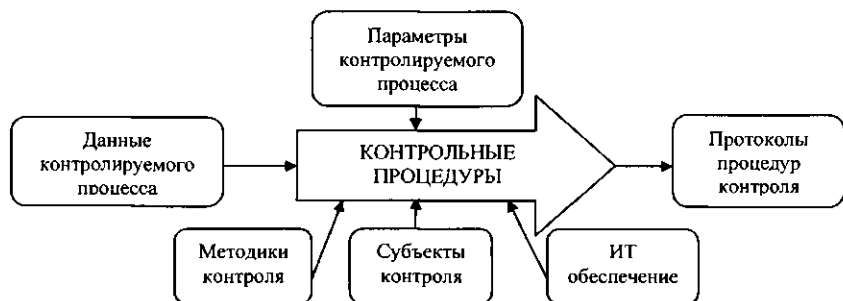 Параметры
контролируемого
процесса
Данные
контролируемого
процесса
КОНТРОЛЬНЫЕ
ПРОЦЕДУРЫ
Протоколы
процедур
контроля
Методики
контроля
Субъекты
контроля
ИТ
обеспечение